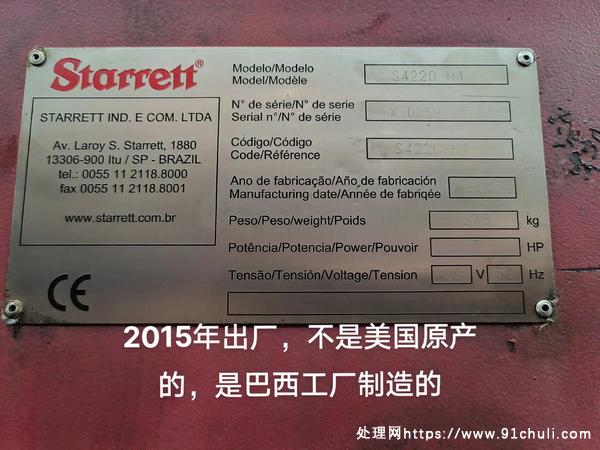 Starrett®
STARRETT IND. E COM. LTDA
Av. Laroy S. Starrett, 1880
13306-900 Itu / SP - BRAZIL
tel.: 0055 11 2118.8000
fax 0055 11 2118.8001
www.starrett.com.br
CE
Modelo/Modelo
Model/Modèle
S4220
N° de série/N° de serie
Serial n°/N° de série
Código/Código
Code/Référence
Ano de fabricação/Año de fabricación
Manufacturing date/Année de fabriqée
Peso/Peso/weight/Poids
kg
Potência/Potencia/Power/Pouvoir
HP
Tensão/Tensión/Voltage/Tension
V
Hz
2015年出厂，不是美国原产
的，是巴西工厂制造的
处理网https://www.91chuli.com/